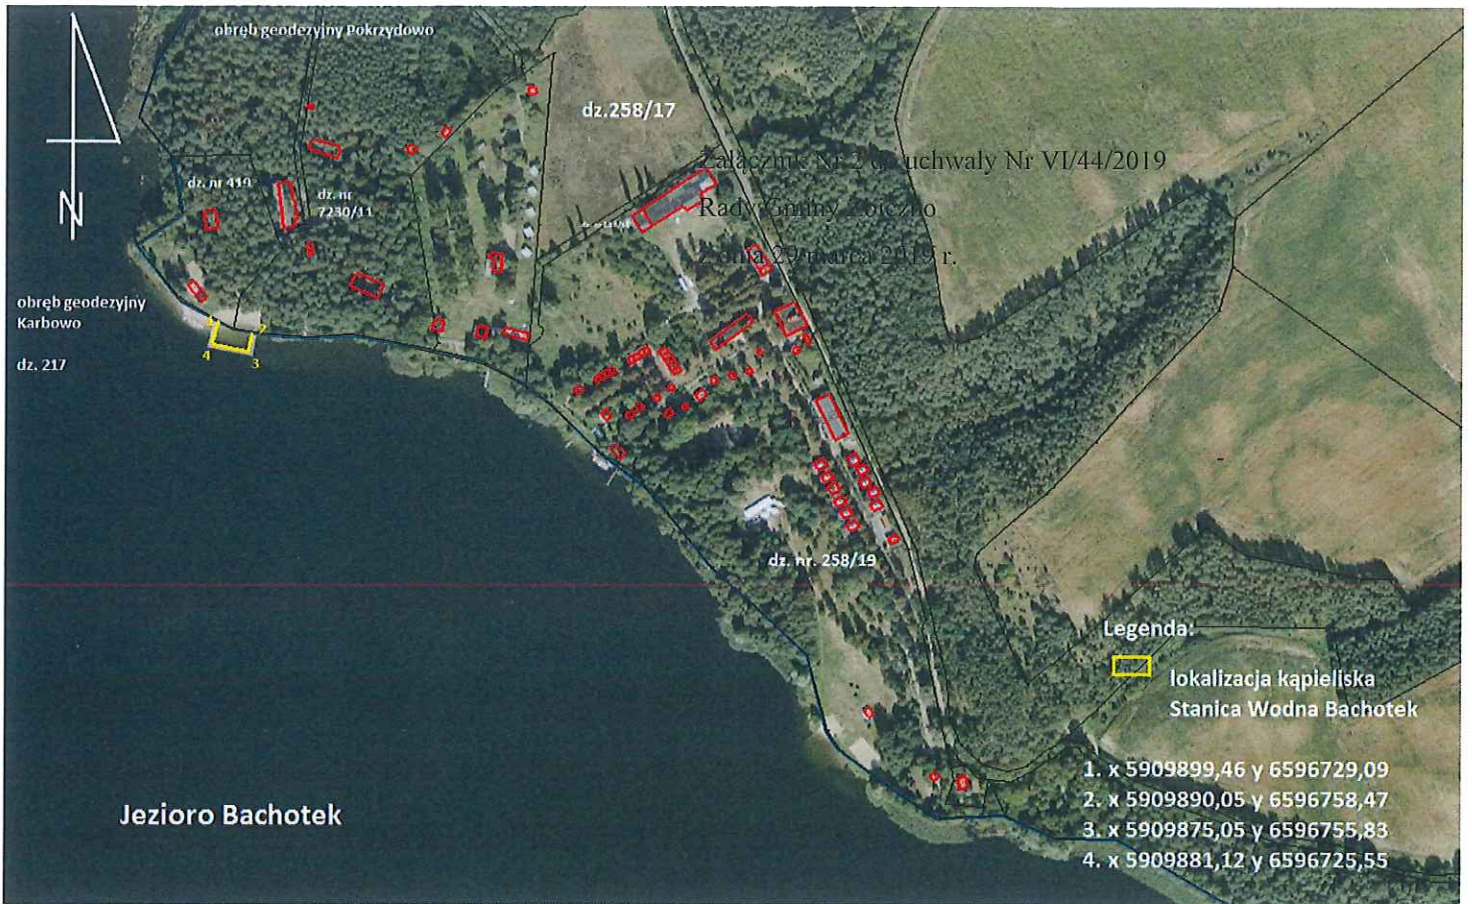 obręb geodezyjny Pokrzydowo
dz.258/17
Załącznik Nr 2 do uchwały Nr VI/44/2019
Rady Gminy Zbiczno
z dnia 29 marca 2019 r.
dz. nr 419
dz. nr
7230/11
N
obręb geodezyjny
Karbowo
dz. 217
1
2
3
4
dz. nr. 258/19
Legenda:
lokalizacja kąpieliska
Stanica Wodna Bachotek
1. x 5909899,46 y 6596729,09
2. x 5909890,05 y 6596758,47
3. x 5909875,05 y 6596755,83
4. x 5909881,12 y 6596725,55
Jezioro Bachotek